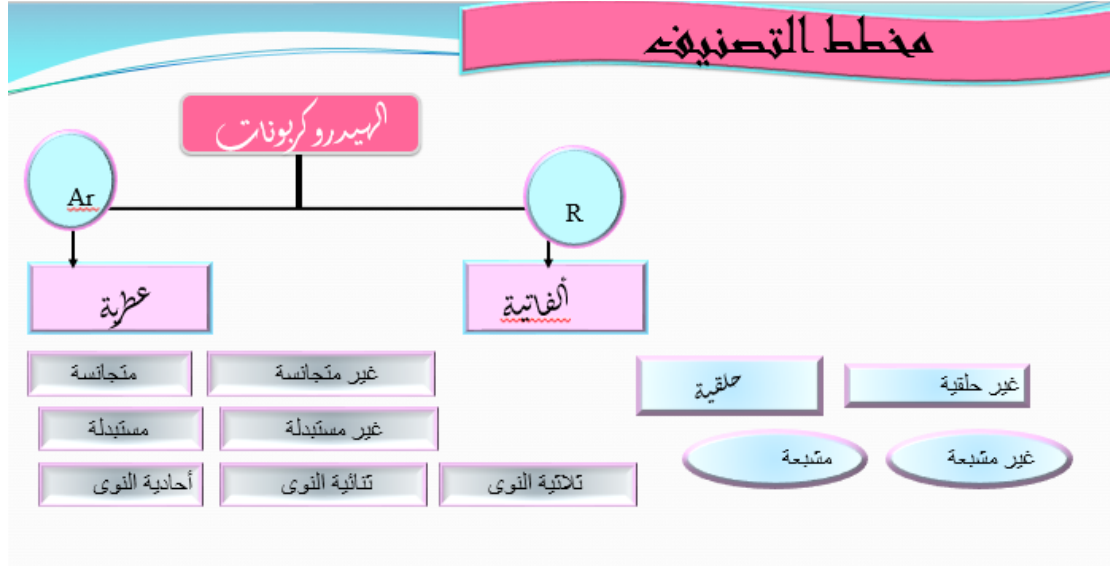 مخطط التصنيف
الهيدروكربونات
R
Ar
ألفاتية
عطرية
غير حلقية
حلقية
غير مشبعة
مشبعة
غير متجانسة
متجانسة
غير مستبدلة
مستبدلة
ثلاثية النوى
ثنائية النوى
أحادية النوى